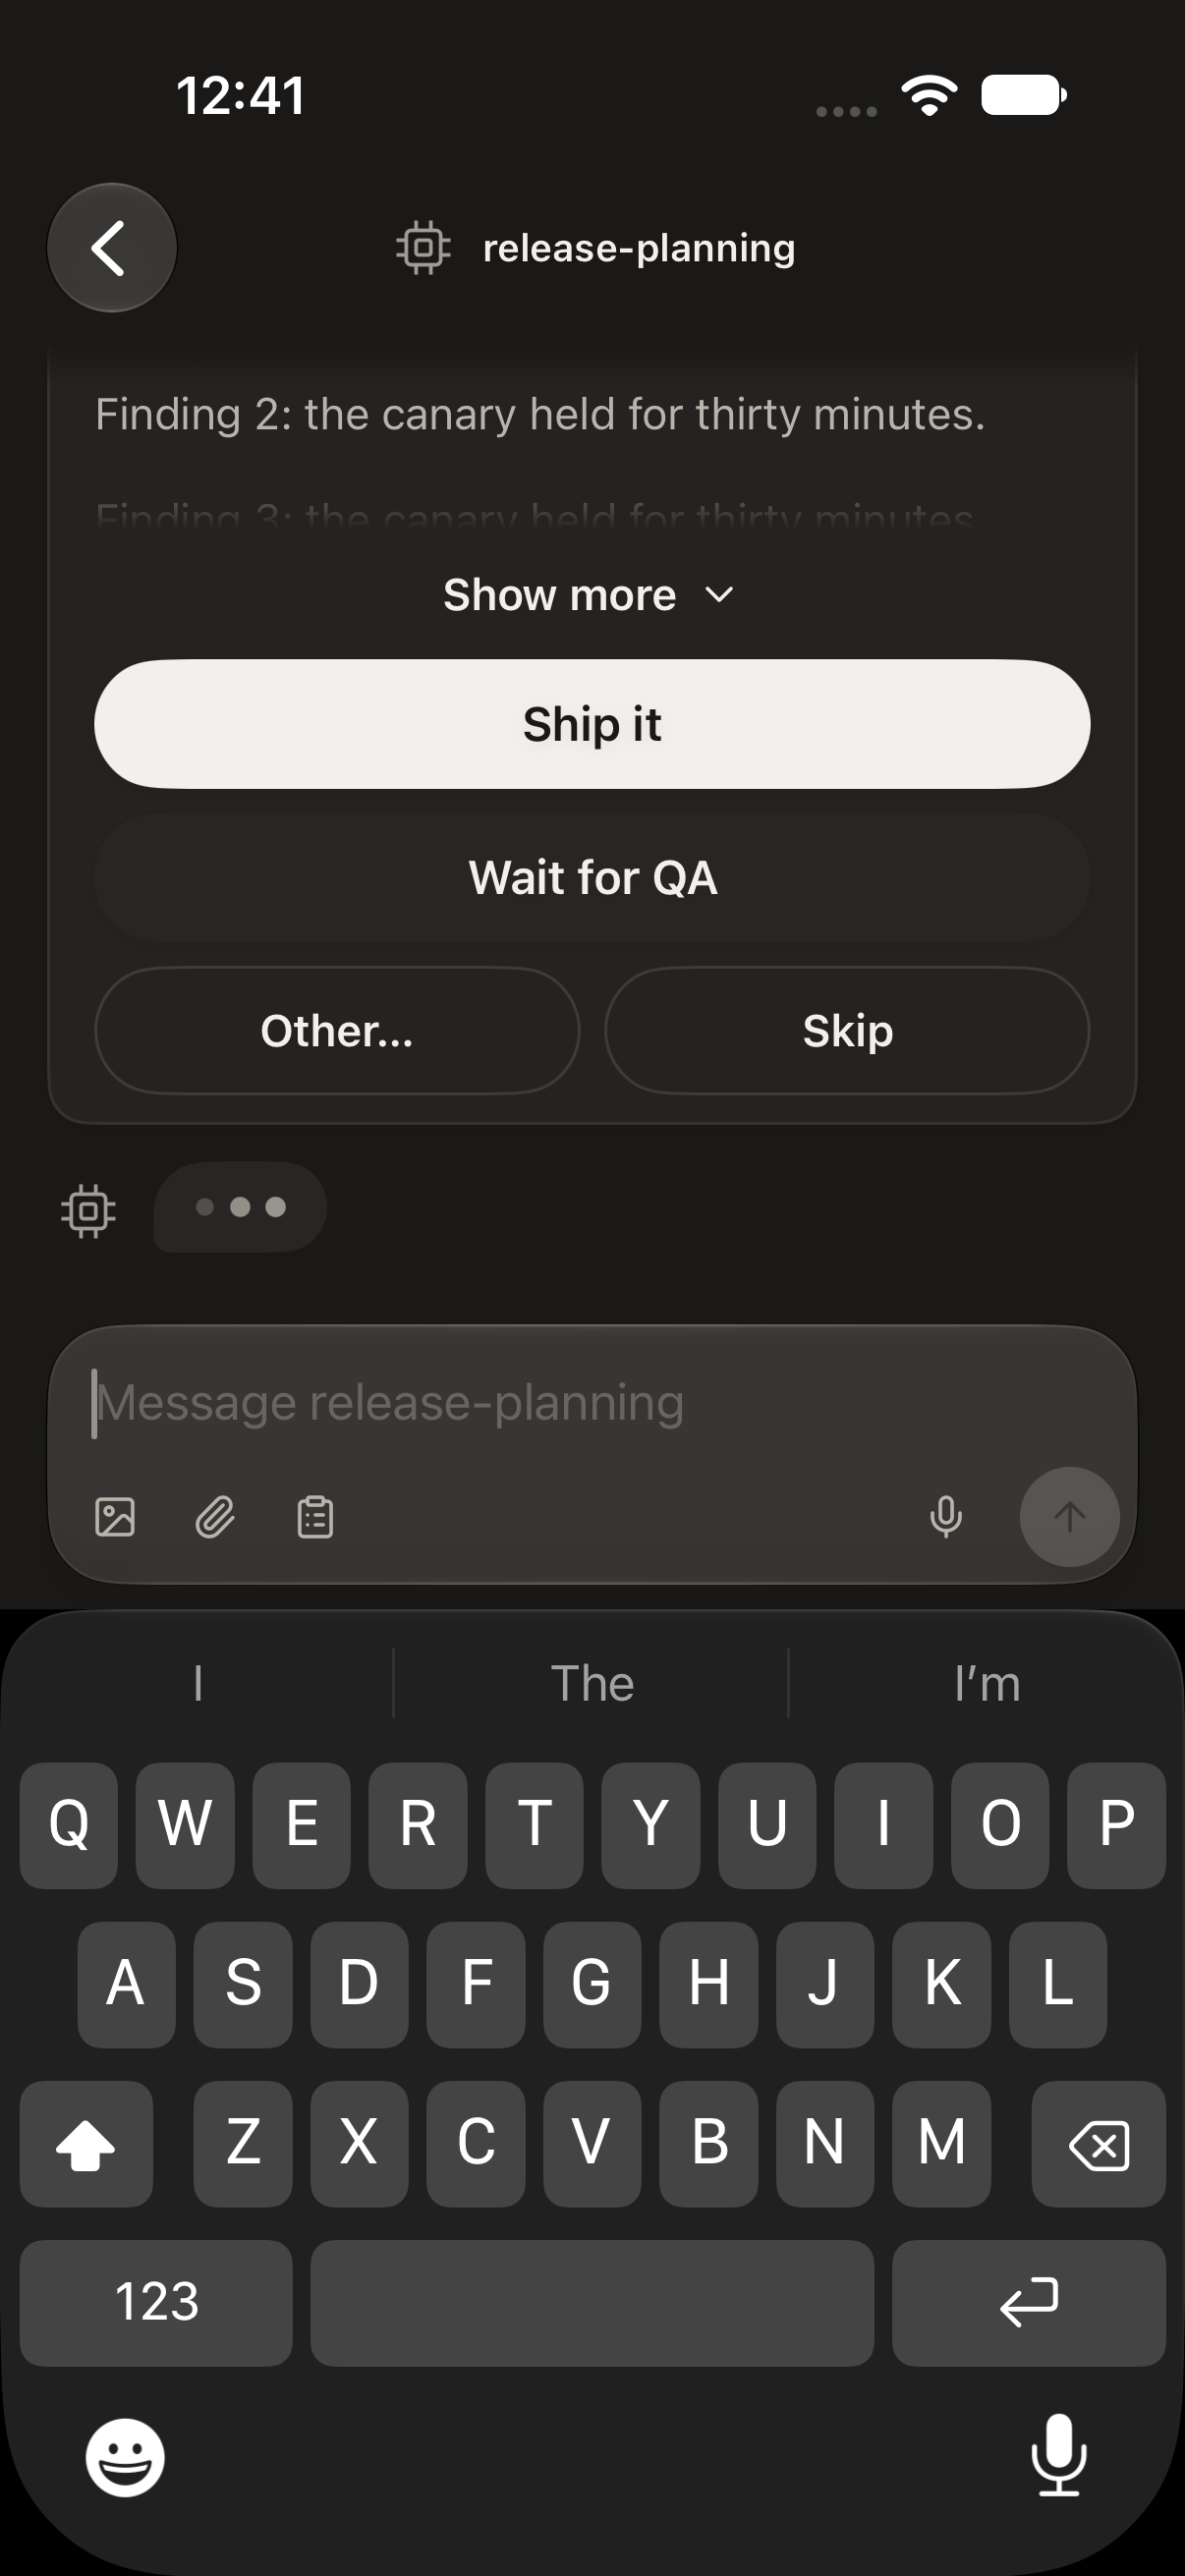 12:41
release-planning
Finding 2: the canary held for thirty minutes.
Finding 3: the canary held for thirty minutes
Show more
Ship it
Wait for QA
Other...
Skip
Message release-planning
I
The
I’m
Q W E R T Y U I O P
A S D F G H J K L
Z X C V B N M
123